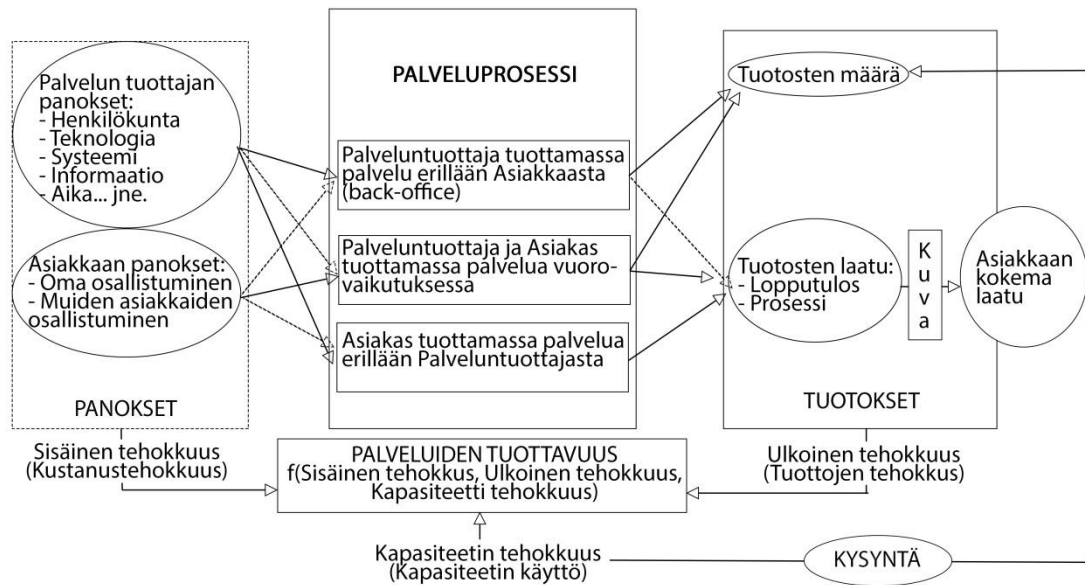 Palvelun tuottajan
panokset:
- Henkilökunta
- Teknologia
- Systeemi
- Informaatio
- Aika... jne.
Asiakkaan panokset:
- Oma osallistuminen
- Muiden asiakkaiden
osallistuminen
PANOKSET
PALVELUPROSESSI
Palveluntuottaja tuottamassa
palvelu erillään Asiakkaasta
(back-office)
Palveluntuottaja ja Asiakas
tuottamassa palvelua vuoro-
vaikutuksessa
Asiakas tuottamassa palvelua
erillään Palveluntuottajasta
Tuotosten määrä
Tuotosten laatu:
- Lopputulos
- Prosessi
K
u
v
a
Asiakkaan
kokema
laatu
TUOTOKSET
Sisäinen tehokkuus
(Kustanustehokkuus)
PALVELUIDEN TUOTTAVUUS
f(Sisäinen tehokkus, Ulkoinen tehokkuus,
Kapasiteetti tehokkuus)
Ulkoinen tehokkuus
(Tuottojen tehokkus)
Kapasiteetin tehokkuus
(Kapasiteetin käyttö)
KYSYNTÄ